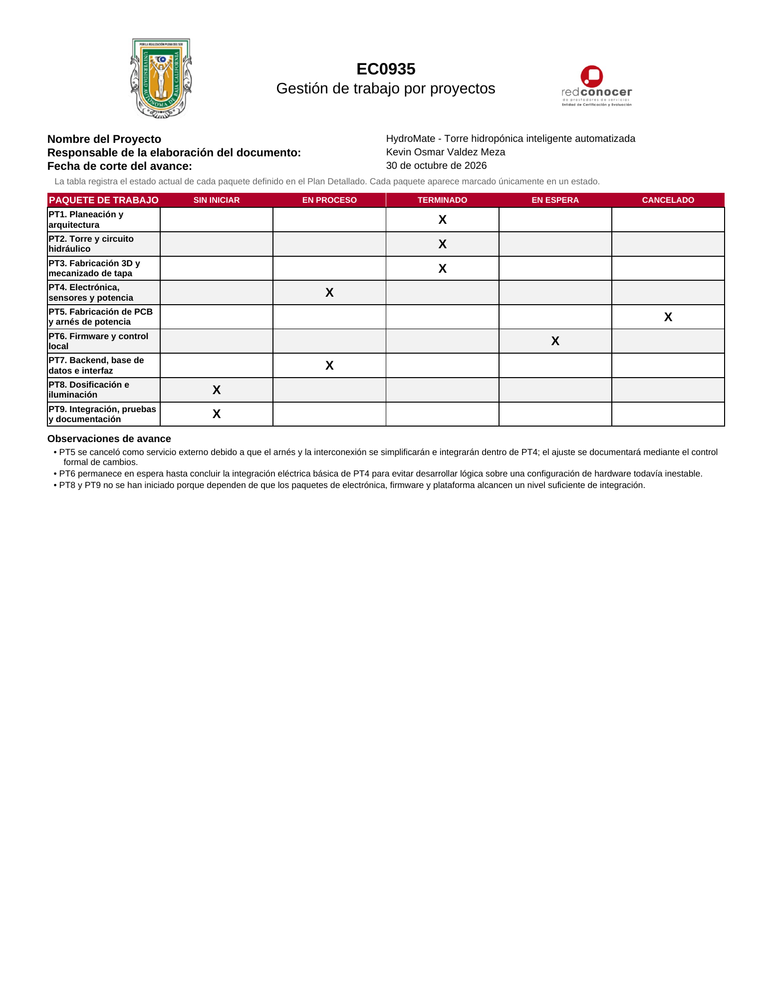 POR LA REALIZACIÓN PLENA DEL SER
UNIVERSIDAD AUTÓNOMA DE BAJA CALIFORNIA
EC0935
Gestión de trabajo por proyectos
redconocer
de prestadores de servicios
Entidad de Certificación y Evaluación
Nombre del Proyecto HydroMate - Torre hidropónica inteligente automatizada
Responsable de la elaboración del documento: Kevin Osmar Valdez Meza
Fecha de corte del avance: 30 de octubre de 2026
La tabla registra el estado actual de cada paquete definido en el Plan Detallado. Cada paquete aparece marcado únicamente en un estado.
PAQUETE DE TRABAJO SIN INICIAR EN PROCESO TERMINADO EN ESPERA CANCELADO
PT1. Planeación y
arquitectura
X
PT2. Torre y circuito
hidráulico
X
PT3. Fabricación 3D y
mecanizado de tapa
X
PT4. Electrónica,
sensores y potencia
X
PT5. Fabricación de PCB
y arnés de potencia
X
PT6. Firmware y control
local
X
PT7. Backend, base de
datos e interfaz
X
PT8. Dosificación e
iluminación
X
PT9. Integración, pruebas
y documentación
X
Observaciones de avance
• PT5 se canceló como servicio externo debido a que el arnés y la interconexión se simplificarán e integrarán dentro de PT4; el ajuste se documentará mediante el control
formal de cambios.
• PT6 permanece en espera hasta concluir la integración eléctrica básica de PT4 para evitar desarrollar lógica sobre una configuración de hardware todavía inestable.
• PT8 y PT9 no se han iniciado porque dependen de que los paquetes de electrónica, firmware y plataforma alcancen un nivel suficiente de integración.